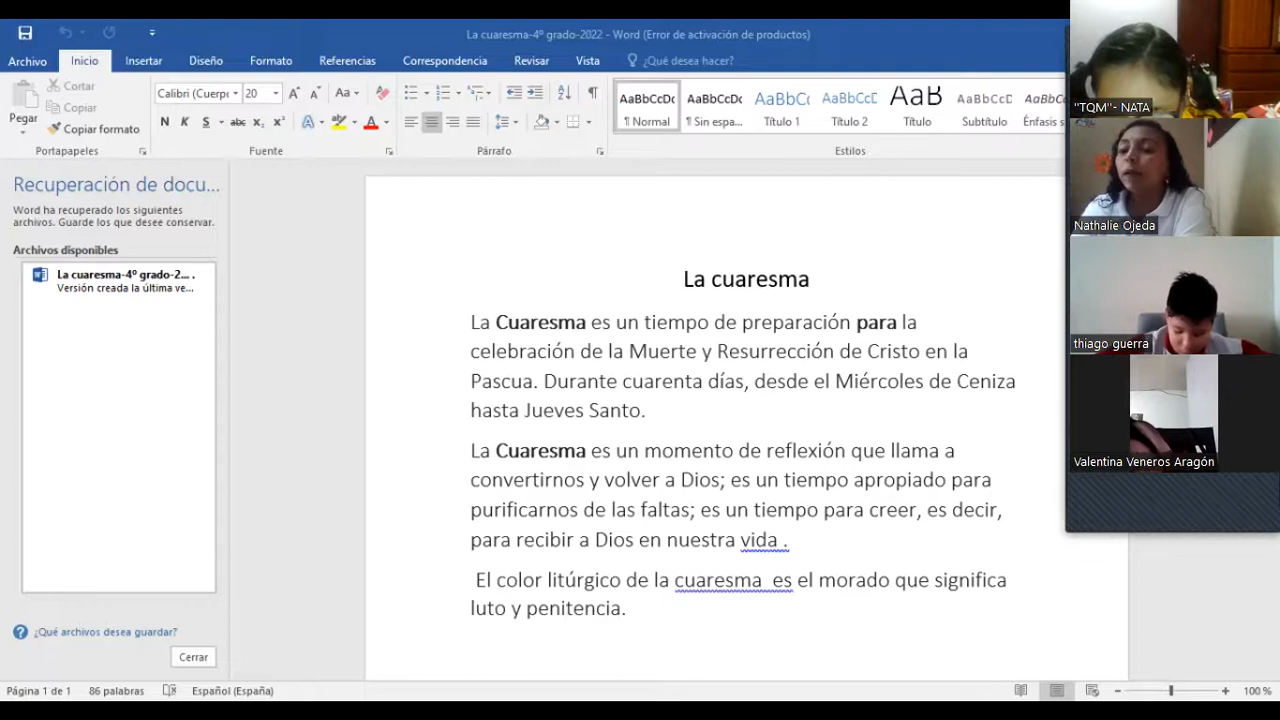 La cuaresma-4º grado-2022 - Word (Error de activación de productos)
Archivo Inicio Insertar Diseño Formato Referencias Correspondencia Revisar Vista ¿Qué desea hacer?
Pegar
Cortar
Copiar
Copiar formato
Portapapeles
Calibri (Cuerpo 20
Aa
N K S abc x₂ x²
Fuente
Párrafo
AaBbCcDc AaBbCcDc AaBbCc AaBbCcD AaB AaBbCcD AaBbCcDc
¶ Normal ¶ Sin espa... Título 1 Título 2 Título Subtítulo Énfasis s
Estilos
Recuperación de docu...
Word ha recuperado los siguientes
archivos. Guarde los que desee conservar.
Archivos disponibles
La cuaresma-4º grado-2... .
Versión creada la última ve...
¿Qué archivos desea guardar?
Cerrar
La cuaresma
La Cuaresma es un tiempo de preparación para la
celebración de la Muerte y Resurrección de Cristo en la
Pascua. Durante cuarenta días, desde el Miércoles de Ceniza
hasta Jueves Santo.
La Cuaresma es un momento de reflexión que llama a
convertirnos y volver a Dios; es un tiempo apropiado para
purificarnos de las faltas; es un tiempo para creer, es decir,
para recibir a Dios en nuestra vida .
El color litúrgico de la cuaresma  es el morado que significa
luto y penitencia.
"TQM"- NATA
Nathalie Ojeda
thiago guerra
Valentina Veneros Aragón
Página 1 de 1 86 palabras Español (España) 100 %